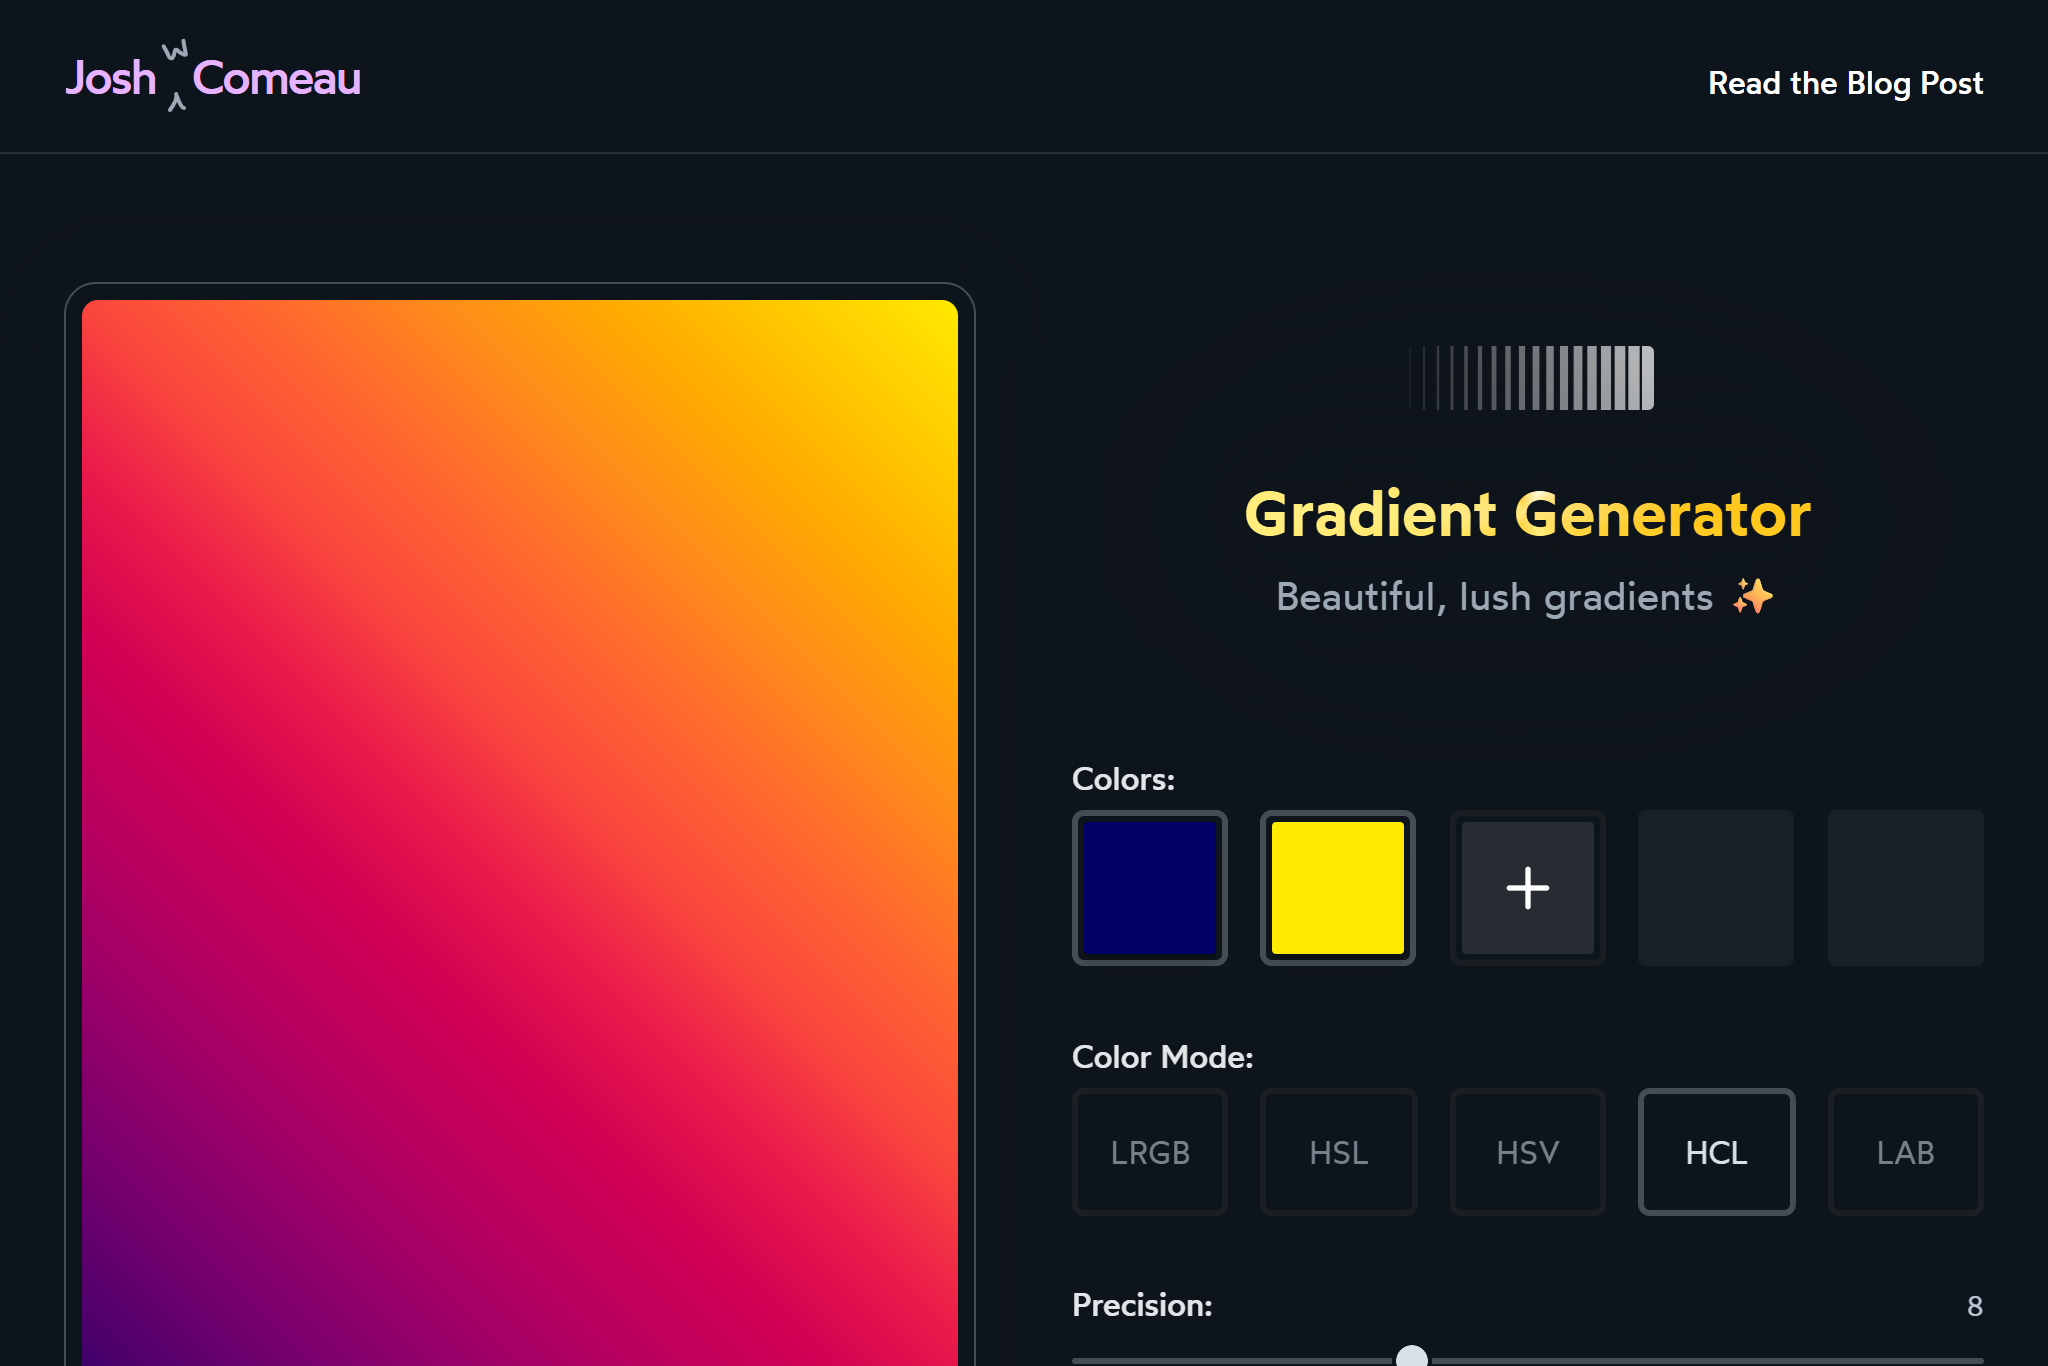 Josh W Comeau
Read the Blog Post
Gradient Generator
Beautiful, lush gradients ✨
Colors:
Color Mode:
LRGB
HSL
HSV
HCL
LAB
Precision:
8